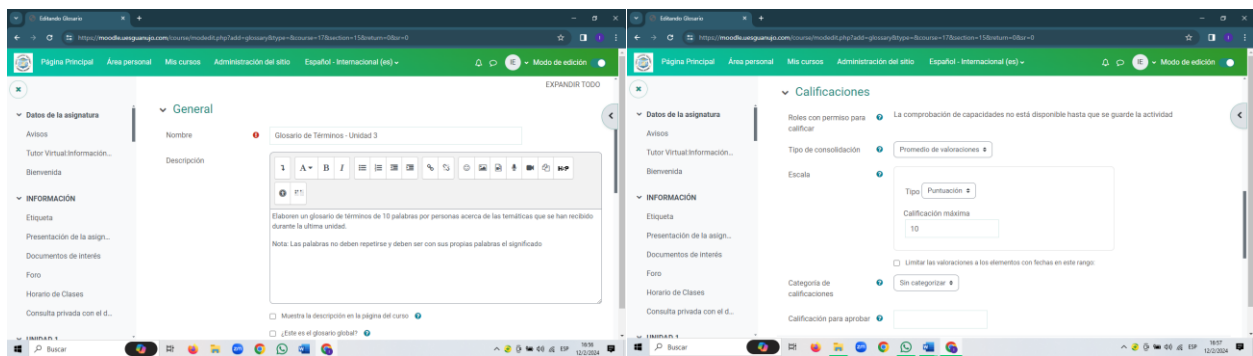 Editando Glosario
https://moodle.uesguanujo.com/course/modedit.php?add=glossary&type=&course=17&section=15&return=0&sr=0
Página Principal Área personal Mis cursos Administración del sitio Español - Internacional (es) IE Modo de edición
EXPANDIR TODO
Datos de la asignatura
Avisos
Tutor Virtual:Información...
Bienvenida
INFORMACIÓN
Etiqueta
Presentación de la asign...
Documentos de interés
Foro
Horario de Clases
Consulta privada con el d...
UNIDAD 1
General
Nombre Glosario de Términos - Unidad 3
Descripción
A B I H-P
Elaboren un glosario de términos de 10 palabras por personas acerca de las temáticas que se han recibido
durante la ultima unidad.
Nota: Las palabras no deben repetirse y deben ser con sus propias palabras el significado
Muestra la descripción en la página del curso
¿Este es el glosario global?
Buscar ESP 16:56
12/2/2024
Editando Glosario
https://moodle.uesguanujo.com/course/modedit.php?add=glossary&type=&course=17&section=15&return=0&sr=0
Página Principal Área personal Mis cursos Administración del sitio Español - Internacional (es) IE Modo de edición
Datos de la asignatura
Avisos
Tutor Virtual:Información...
Bienvenida
INFORMACIÓN
Etiqueta
Presentación de la asign...
Documentos de interés
Foro
Horario de Clases
Consulta privada con el d...
UNIDAD 1
Calificaciones
Roles con permiso para
calificar
La comprobación de capacidades no está disponible hasta que se guarde la actividad
Tipo de consolidación Promedio de valoraciones
Escala
Tipo Puntuación
Calificación máxima
10
Limitar las valoraciones a los elementos con fechas en este rango:
Categoría de
calificaciones
Sin categorizar
Calificación para aprobar
Buscar ESP 16:57
12/2/2024